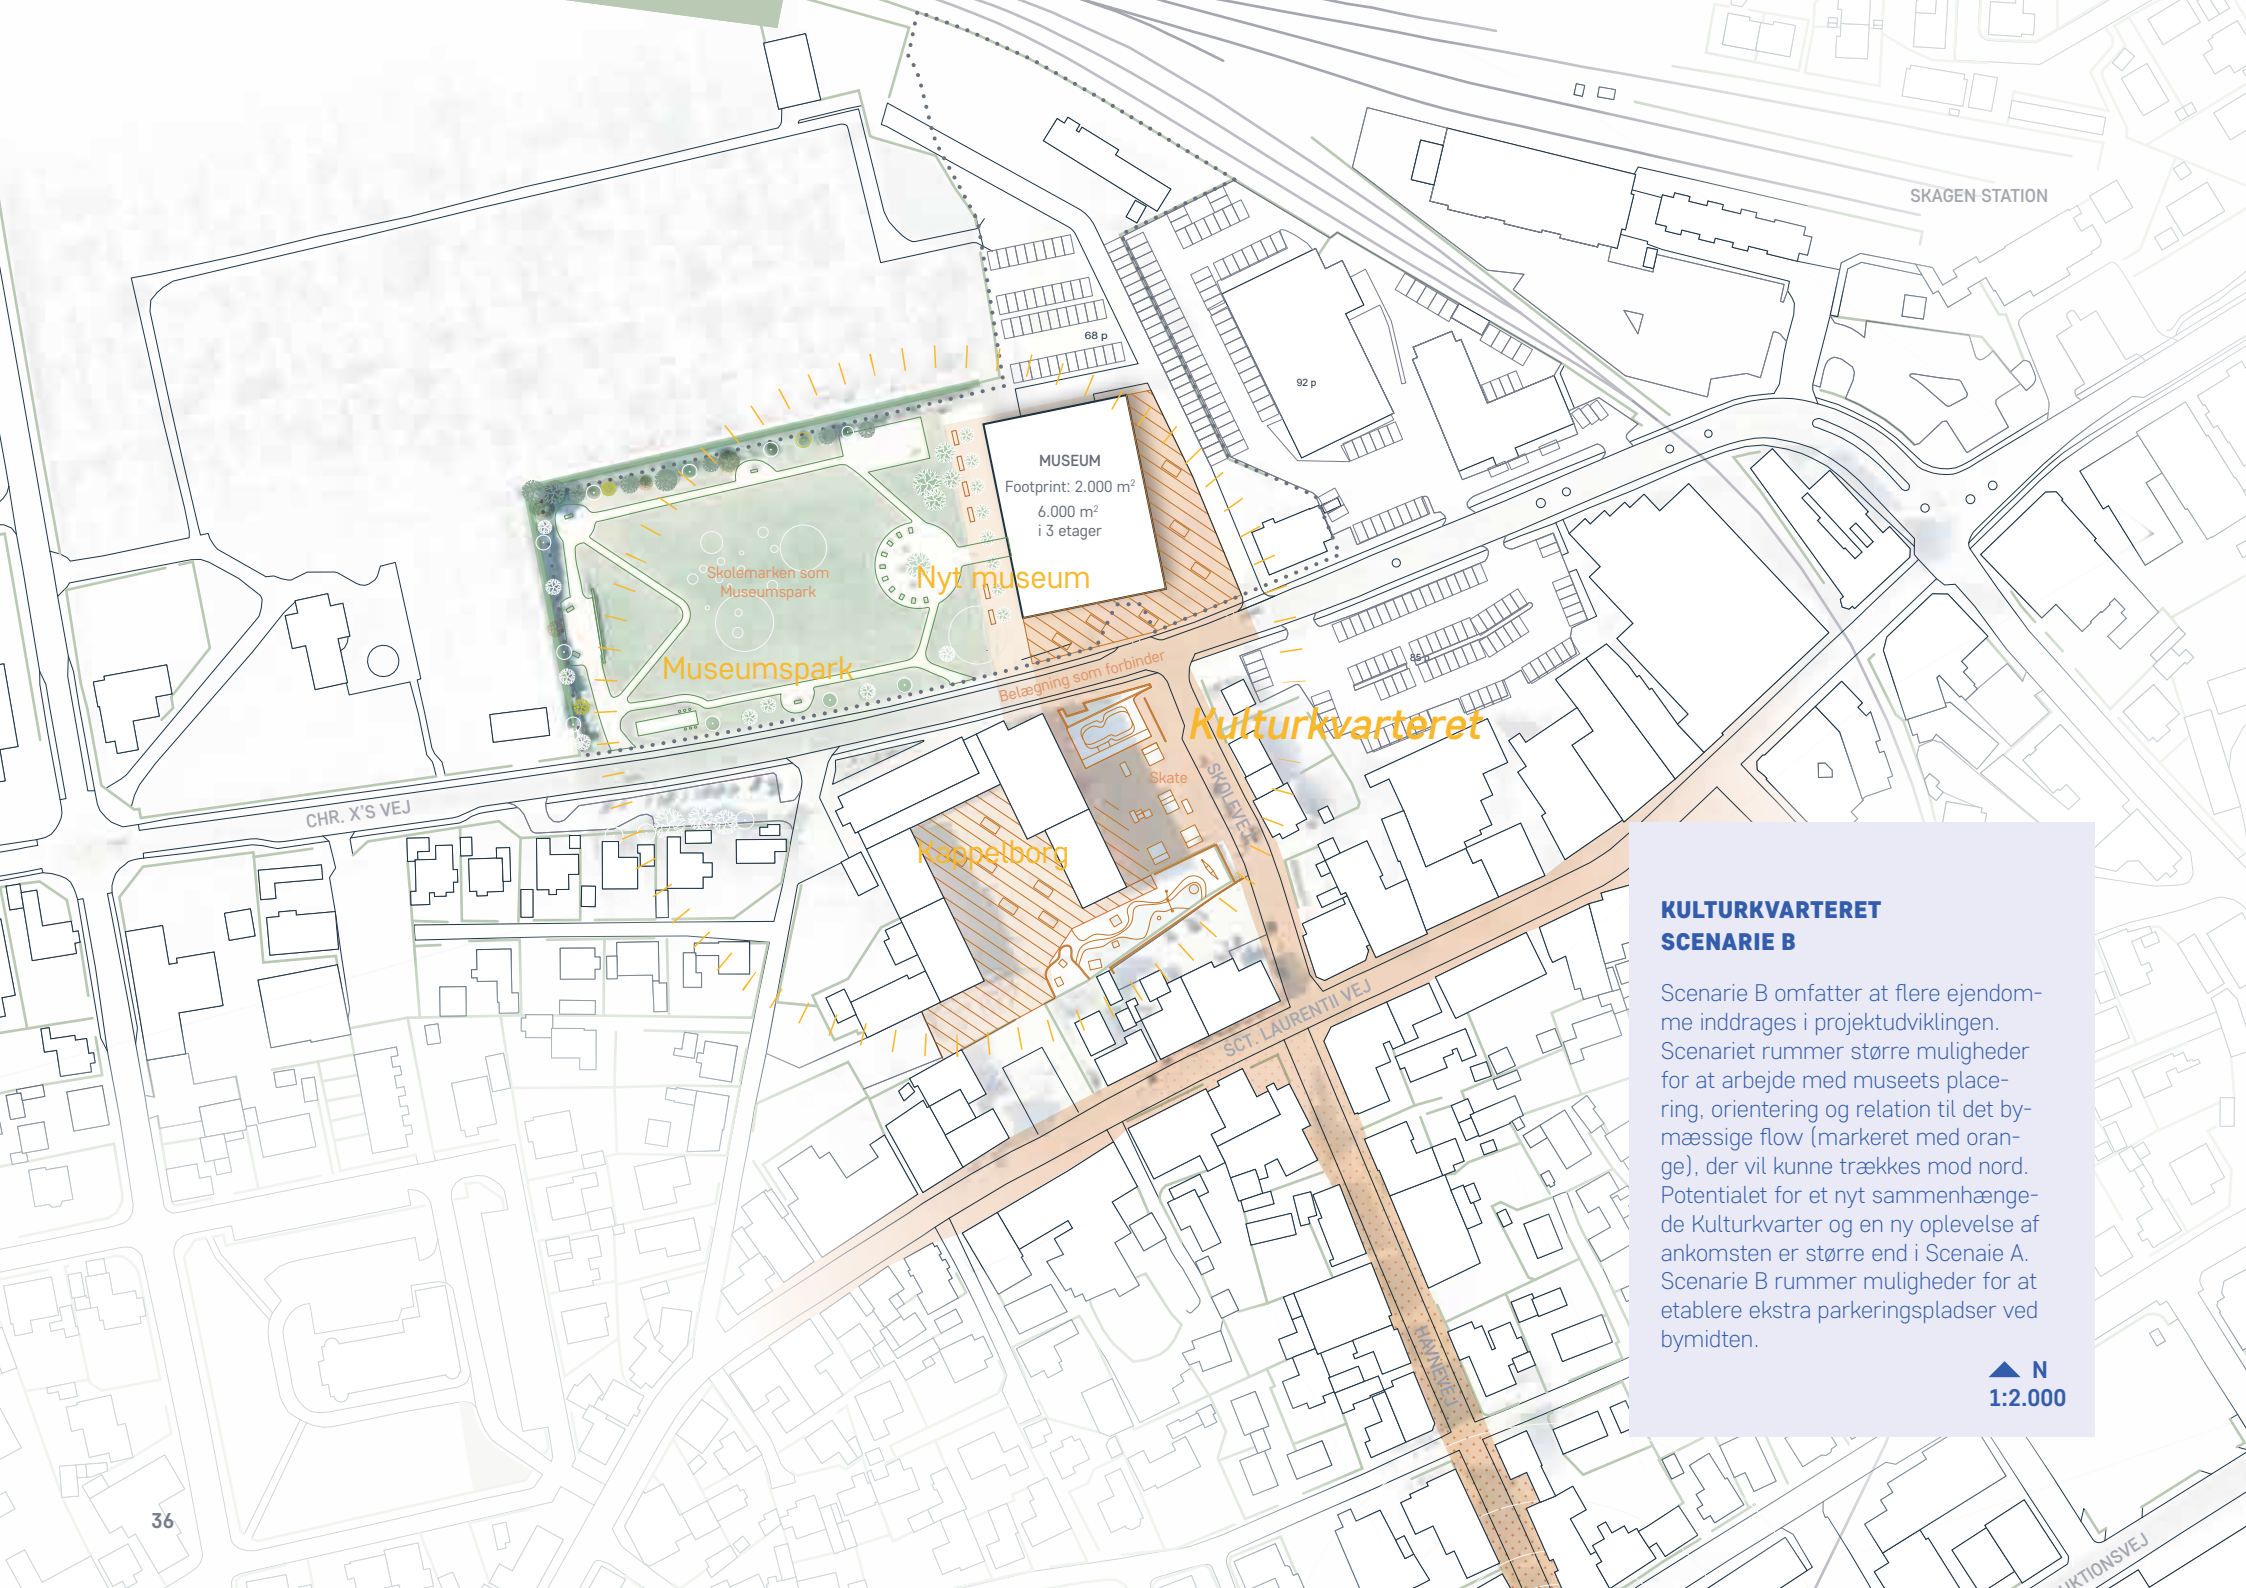 SKAGEN STATION
68 p
92 p
MUSEUM
Footprint: 2.000 m²
6.000 m²
i 3 etager
Skolemarken som
Museumspark
Nyt museum
Museumspark
Belægning som forbinder
85 p
Kulturkvarteret
Skate
SKOLEVEJ
CHR. X'S VEJ
Kappelborg
SCT. LAURENTII VEJ
HAVNEVEJ
KULTURKVARTERET
SCENARIE B
Scenarie B omfatter at flere ejendom-
me inddrages i projektudviklingen.
Scenariet rummer større muligheder
for at arbejde med museets place-
ring, orientering og relation til det by-
mæssige flow (markeret med oran-
ge), der vil kunne trækkes mod nord.
Potentialet for et nyt sammenhænge-
de Kulturkvarter og en ny oplevelse af
ankomsten er større end i Scenaie A.
Scenarie B rummer muligheder for at
etablere ekstra parkeringspladser ved
bymidten.
N
1:2.000
36
KTIONSVEJ